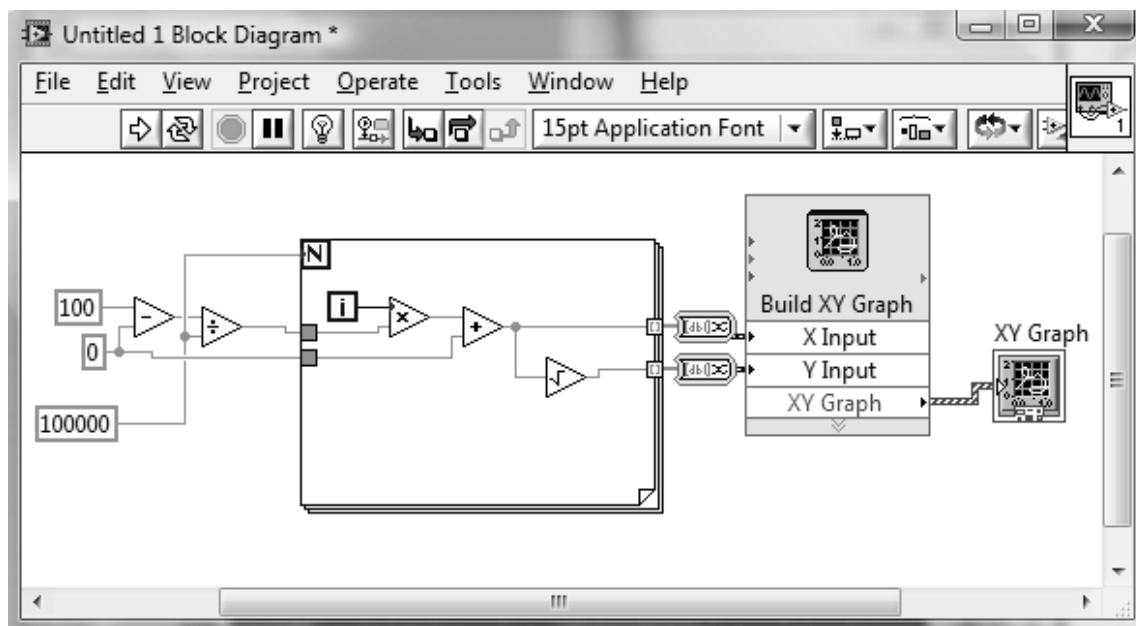 Untitled 1 Block Diagram *
File Edit View Project Operate Tools Window Help
15pt Application Font
1
N
100
0
100000
i
Build XY Graph
X Input
Y Input
XY Graph
XY Graph